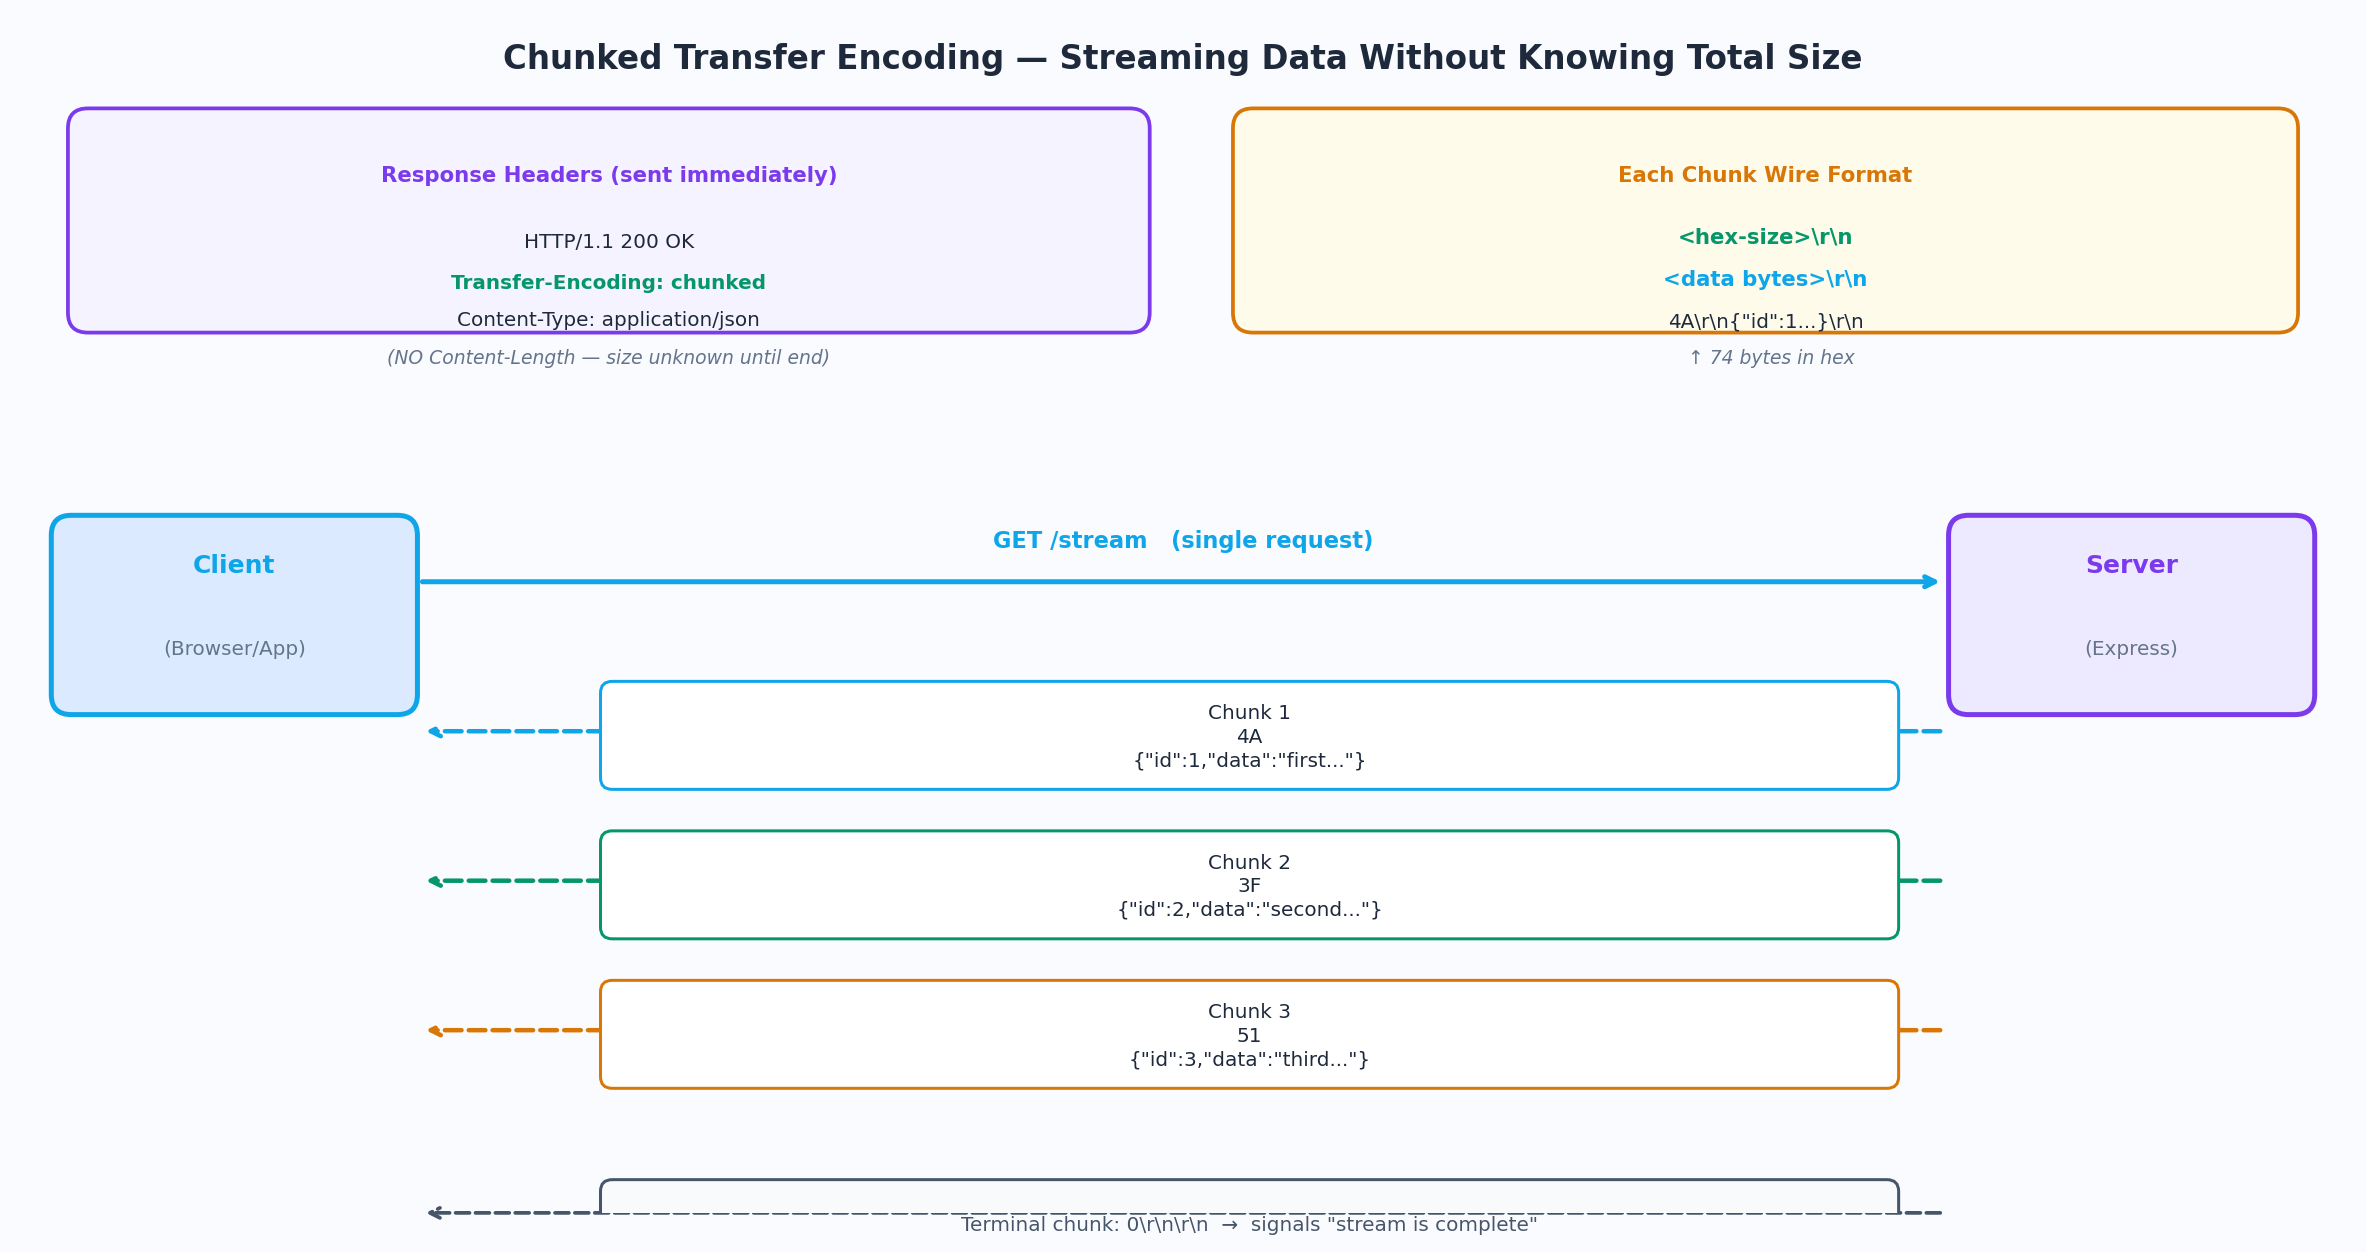 Chunked Transfer Encoding — Streaming Data Without Knowing Total Size
Response Headers (sent immediately)
HTTP/1.1 200 OK
Transfer-Encoding: chunked
Content-Type: application/json
(NO Content-Length — size unknown until end)
Each Chunk Wire Format
<hex-size>\r\n
<data bytes>\r\n
4A\r\n{"id":1...}\r\n
↑ 74 bytes in hex
Client
(Browser/App)
GET /stream   (single request)
Server
(Express)
Chunk 1
4A
{"id":1,"data":"first..."}
Chunk 2
3F
{"id":2,"data":"second..."}
Chunk 3
51
{"id":3,"data":"third..."}
Terminal chunk: 0\r\n\r\n  →  signals "stream is complete"